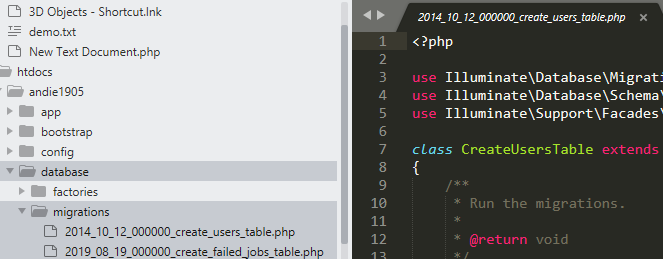 3D Objects - Shortcut.lnk
demo.txt
New Text Document.php
htdocs
andie1905
app
bootstrap
config
database
factories
migrations
2014_10_12_000000_create_users_table.php
2019_08_19_000000_create_failed_jobs_table.php
2014_10_12_000000_create_users_table.php ×
1 <?php
2
3 use Illuminate\Database\Migrati
4 use Illuminate\Database\Schema\
5 use Illuminate\Support\Facades\
6
7 class CreateUsersTable extends
8 {
9 /**
10 * Run the migrations.
11 *
12 * @return void
*/